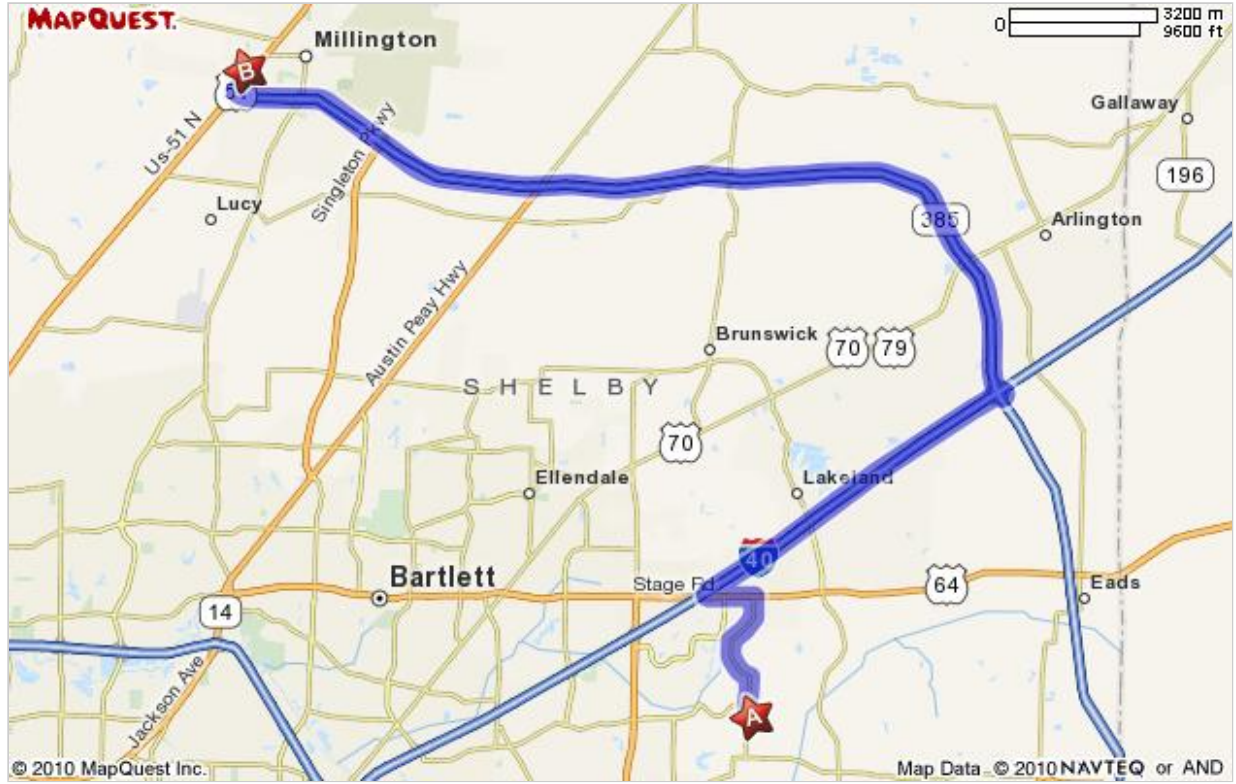 MAPQUEST.
0
3200 m
9600 ft
Millington
B
Us-51 N
Singleton Pkwy
Gallaway
196
Lucy
385
Arlington
Austin Peay Hwy
Brunswick
70
79
SHELBY
70
Ellendale
Lakeland
40
Bartlett
Stage Rd
64
Eads
14
A
Jackson Ave
© 2010 MapQuest Inc.
Map Data © 2010 NAVTEQ or AND